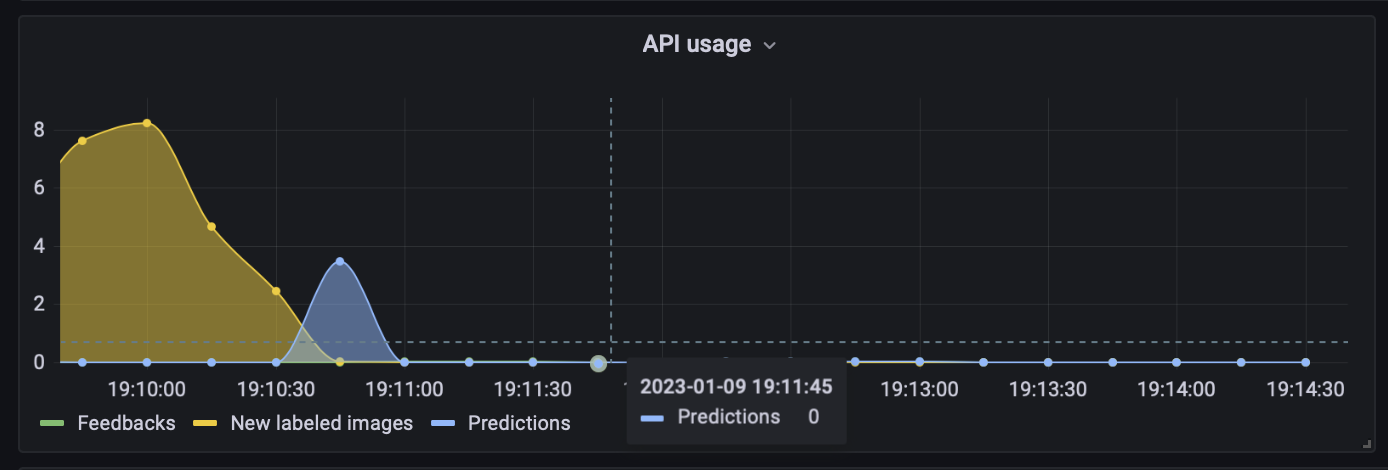 API usage
8
6
4
2
0
19:10:00 19:10:30 19:11:00 19:11:30 19:13:00 19:13:30 19:14:00 19:14:30
2023-01-09 19:11:45
Predictions 0
Feedbacks New labeled images Predictions